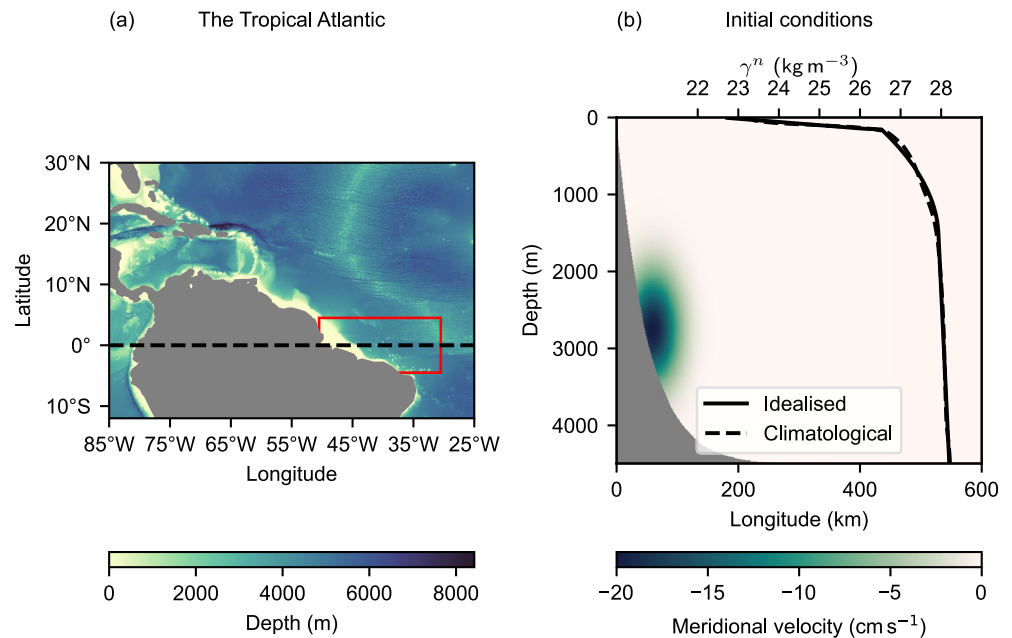 (a) The Tropical Atlantic
30°N
20°N
10°N
0°
10°S
Latitude
85°W 75°W 65°W 55°W 45°W 35°W 25°W
Longitude
0 2000 4000 6000 8000
Depth (m)
(b) Initial conditions
γⁿ (kg m⁻³)
22 23 24 25 26 27 28
0
1000
2000
3000
4000
Depth (m)
Idealised
Climatological
0 200 400 600
Longitude (km)
−20 −15 −10 −5 0
Meridional velocity (cm s⁻¹)